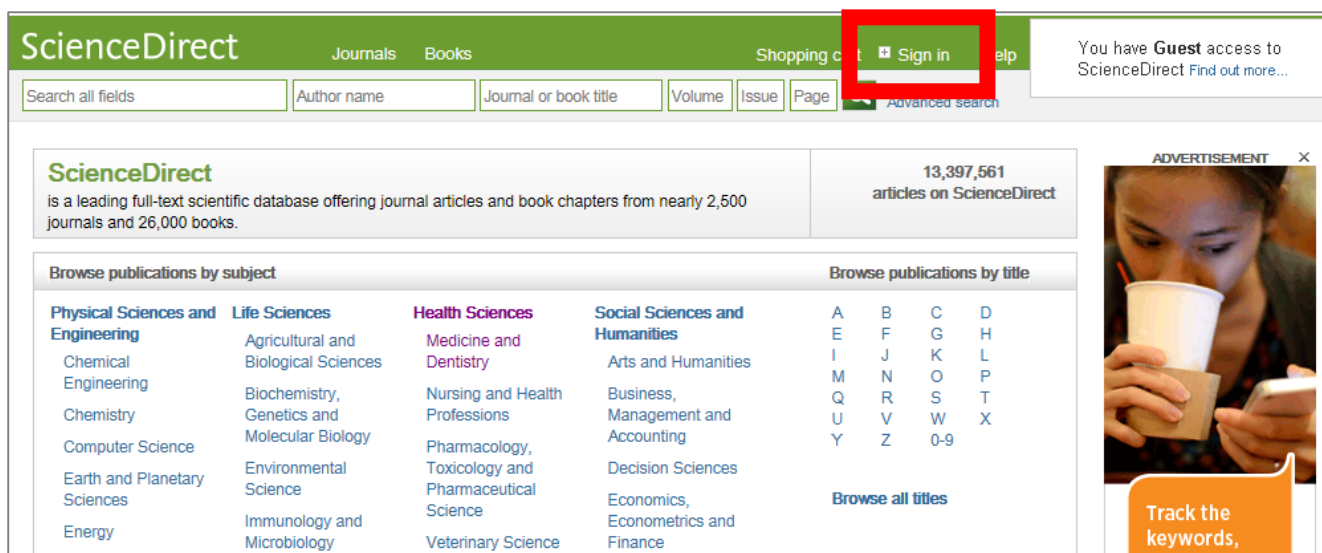 ScienceDirect
Journals Books
Shopping Sign in
You have Guest access to
ScienceDirect Find out more...
Search all fields Author name Journal or book title Volume Issue Page Advanced search
ADVERTISEMENT X
ScienceDirect
is a leading full-text scientific database offering journal articles and book chapters from nearly 2,500
journals and 26,000 books.
13,397,561
articles on ScienceDirect
Browse publications by subject
Physical Sciences and
Engineering
Chemical
Engineering
Chemistry
Computer Science
Earth and Planetary
Sciences
Energy
Life Sciences
Agricultural and
Biological Sciences
Biochemistry,
Genetics and
Molecular Biology
Environmental
Science
Immunology and
Microbiology
Health Sciences
Medicine and
Dentistry
Nursing and Health
Professions
Pharmacology,
Toxicology and
Pharmaceutical
Science
Veterinary Science
Social Sciences and
Humanities
Arts and Humanities
Business,
Management and
Accounting
Decision Sciences
Economics,
Econometrics and
Finance
Browse publications by title
A B C D
E F G H
I J K L
M N O P
Q R S T
U V W X
Y Z 0-9
Browse all titles
Track the
keywords,